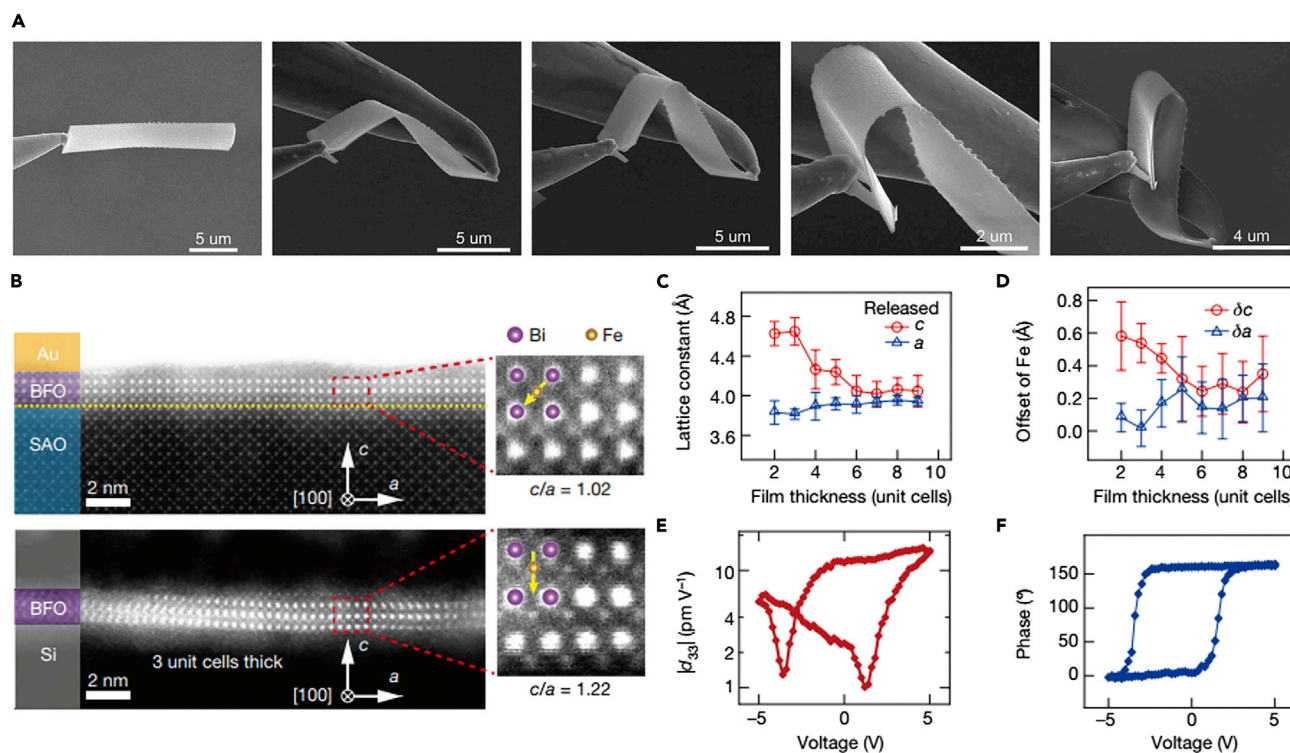 A
5 um
5 um
5 um
2 um
4 um
B
Au
BFO
SAO
2 nm
[100]
c
a
Bi
Fe
c/a = 1.02
BFO
Si
3 unit cells thick
2 nm
[100]
c
a
c/a = 1.22
C
Lattice constant (Å)
4.8
4.4
4.0
3.6
Released
c
a
2 4 6 8 10
Film thickness (unit cells)
D
Offset of Fe (Å)
0.8
0.6
0.4
0.2
0.0
δc
δa
2 4 6 8 10
Film thickness (unit cells)
E
|d33| (pm V−1)
10
4
2
1
−5 0 5
Voltage (V)
F
Phase (°)
150
100
50
0
−5 0 5
Voltage (V)